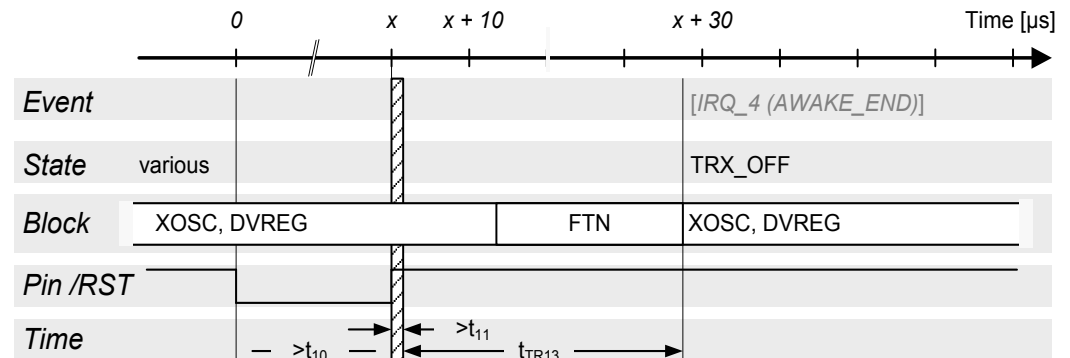 0 x x + 10 x + 30 Time [µs]
Event [IRQ_4 (AWAKE_END)]
State various TRX_OFF
Block XOSC, DVREG FTN XOSC, DVREG
Pin /RST
Time >t10 >t11 tTR13